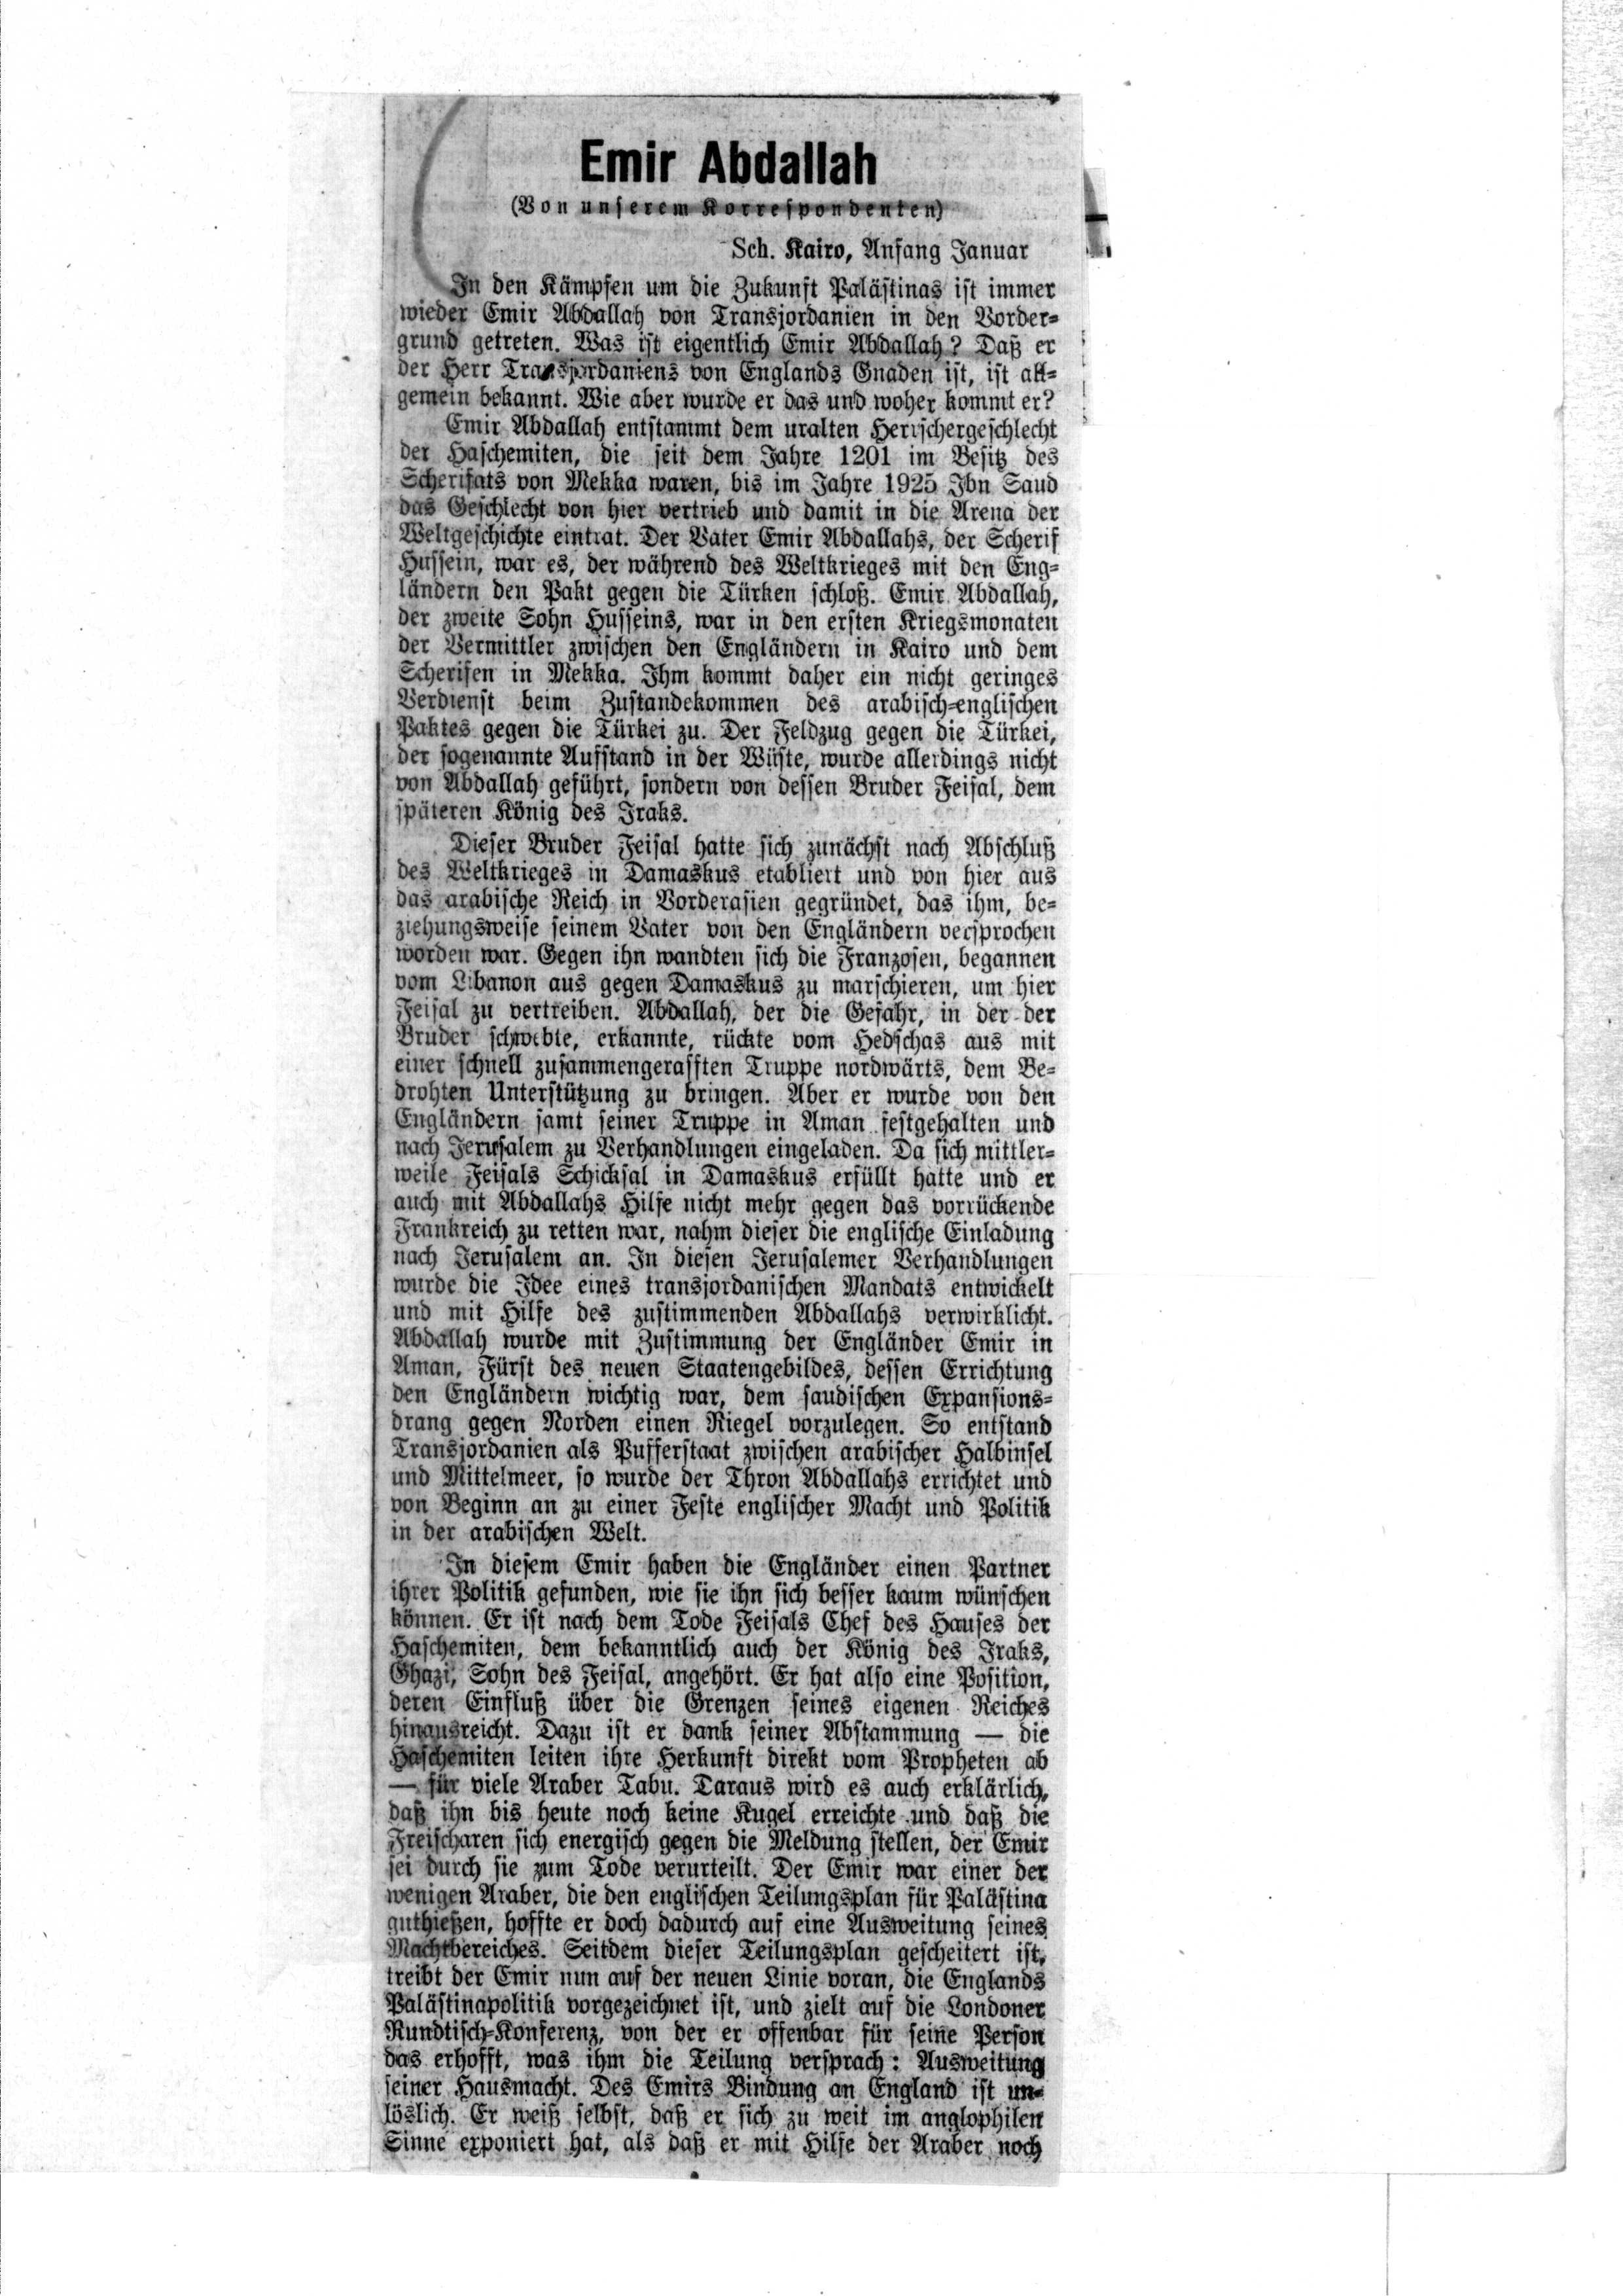 Emir Abdallah
(Von unserem Korrespondenten)
Sch. Kairo, Anfang Januar
In den Kämpfen um die Zukunft Palästinas ist immer
wieder Emir Abdallah von Transjordanien in den Vorder-
grund getreten. Was ist eigentlich Emir Abdallah? Daß er
der Herr Transjordaniens von Englands Gnaden ist, ist all-
gemein bekannt. Wie aber wurde er das und woher kommt er?
Emir Abdallah entstammt dem uralten Herrschergeschlecht
der Haschemiten, die seit dem Jahre 1201 im Besitz des
Scherifats von Mekka waren, bis im Jahre 1925 Ibn Saud
das Geschlecht von hier vertrieb und damit in die Arena der
Weltgeschichte eintrat. Der Vater Emir Abdallahs, der Scherif
Hussein, war es, der während des Weltkrieges mit den Eng-
ländern den Pakt gegen die Türken schloß. Emir Abdallah,
der zweite Sohn Husseins, war in den ersten Kriegsmonaten
der Vermittler zwischen den Engländern in Kairo und dem
Scherifen in Mekka. Ihm kommt daher ein nicht geringes
Verdienst beim Zustandekommen des arabisch-englischen
Paktes gegen die Türkei zu. Der Feldzug gegen die Türkei,
der sogenannte Aufstand in der Wüste, wurde allerdings nicht
von Abdallah geführt, sondern von dessen Bruder Feisal, dem
späteren König des Iraks.
Dieser Bruder Feisal hatte sich zunächst nach Abschluß
des Weltkrieges in Damaskus etabliert und von hier aus
das arabische Reich in Vorderasien gegründet, das ihm, be-
ziehungsweise seinem Vater von den Engländern versprochen
worden war. Gegen ihn wandten sich die Franzosen, begannen
vom Libanon aus gegen Damaskus zu marschieren, um hier
Feisal zu vertreiben. Abdallah, der die Gefahr, in der der
Bruder schwebte, erkannte, rückte vom Hedschas aus mit
einer schnell zusammengerafften Truppe nordwärts, dem Be-
drohten Unterstützung zu bringen. Aber er wurde von den
Engländern samt seiner Truppe in Aman festgehalten und
nach Jerusalem zu Verhandlungen eingeladen. Da sich mittler-
weile Feisals Schicksal in Damaskus erfüllt hatte und er
auch mit Abdallahs Hilfe nicht mehr gegen das vorrückende
Frankreich zu retten war, nahm dieser die englische Einladung
nach Jerusalem an. In diesen Jerusalemer Verhandlungen
wurde die Idee eines transjordanischen Mandats entwickelt
und mit Hilfe des zustimmenden Abdallahs verwirklicht.
Abdallah wurde mit Zustimmung der Engländer Emir in
Aman, Fürst des neuen Staatengebildes, dessen Errichtung
den Engländern wichtig war, dem saudischen Expansions-
drang gegen Norden einen Riegel vorzulegen. So entstand
Transjordanien als Pufferstaat zwischen arabischer Halbinsel
und Mittelmeer, so wurde der Thron Abdallahs errichtet und
von Beginn an zu einer Feste englischer Macht und Politik
in der arabischen Welt.
In diesem Emir haben die Engländer einen Partner
ihrer Politik gefunden, wie sie ihn sich besser kaum wünschen
können. Er ist nach dem Tode Feisals Chef des Hauses der
Haschemiten, dem bekanntlich auch der König des Iraks,
Ghazi, Sohn des Feisal, angehört. Er hat also eine Position,
deren Einfluß über die Grenzen seines eigenen Reiches
hinausreicht. Dazu ist er dank seiner Abstammung — die
Haschemiten leiten ihre Herkunft direkt vom Propheten ab
— für viele Araber Tabu. Taraus wird es auch erklärlich,
daß ihn bis heute noch keine Kugel erreichte und daß die
Freischaren sich energisch gegen die Meldung stellen, der Emir
sei durch sie zum Tode verurteilt. Der Emir war einer der
wenigen Araber, die den englischen Teilungsplan für Palästina
guthießen, hoffte er doch dadurch auf eine Ausweitung seines
Machtbereiches. Seitdem dieser Teilungsplan gescheitert ist,
treibt der Emir nun auf der neuen Linie voran, die Englands
Palästinapolitik vorgezeichnet ist, und zielt auf die Londoner
Rundtisch-Konferenz, von der er offenbar für seine Person
das erhofft, was ihm die Teilung versprach: Ausweitung
seiner Hausmacht. Des Emirs Bindung an England ist un-
löslich. Er weiß selbst, daß er sich zu weit im anglophilen
Sinne exponiert hat, als daß er mit Hilfe der Araber noch